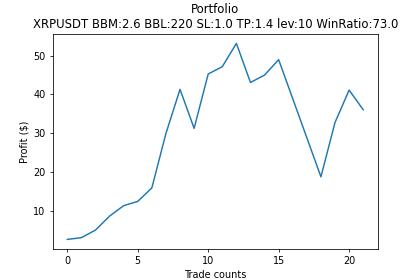 Portfolio
XRPUSDT BBM:2.6 BBL:220 SL:1.0 TP:1.4 lev:10 WinRatio:73.0
50
40
30
20
10
Profit ($)
0 5 10 15 20
Trade counts